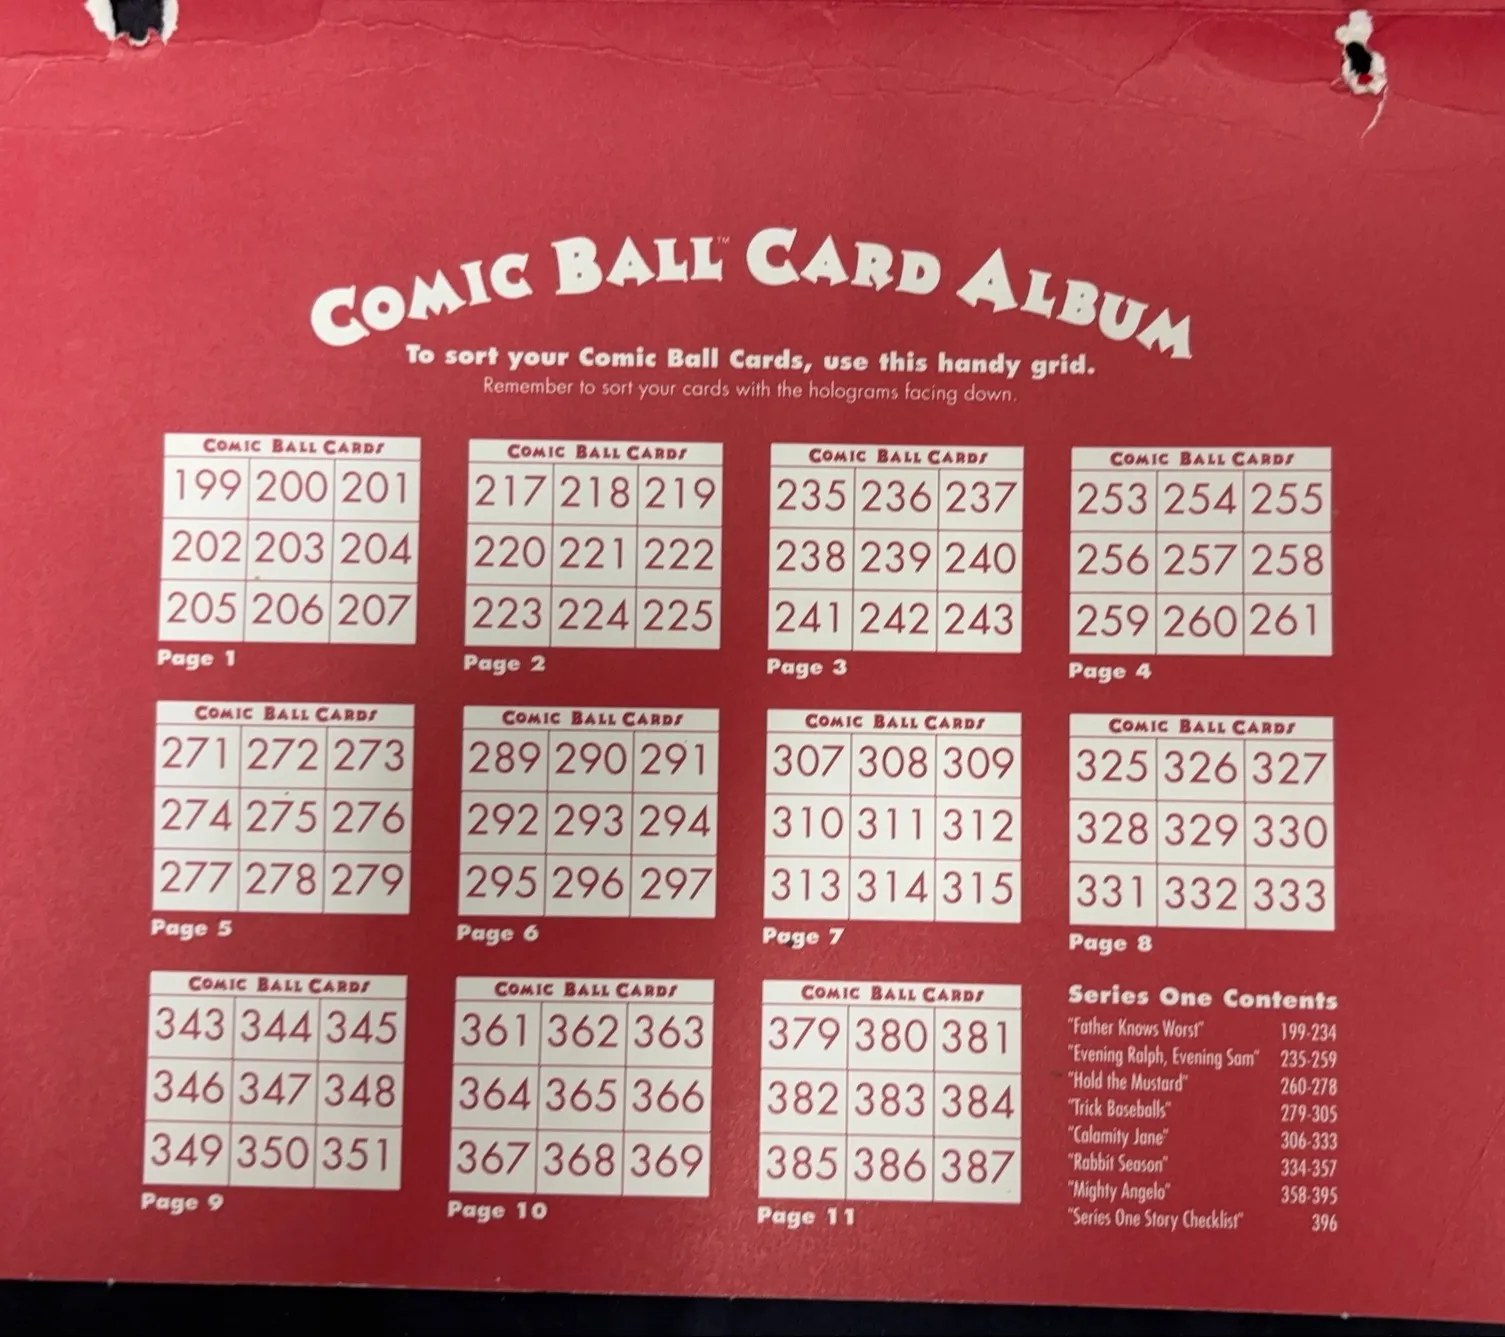 COMIC BALL™ CARD ALBUM
To sort your Comic Ball Cards, use this handy grid.
Remember to sort your cards with the holograms facing down.
COMIC BALL CARDS
199 200 201
202 203 204
205 206 207
Page 1
COMIC BALL CARDS
217 218 219
220 221 222
223 224 225
Page 2
COMIC BALL CARDS
235 236 237
238 239 240
241 242 243
Page 3
COMIC BALL CARDS
253 254 255
256 257 258
259 260 261
Page 4
COMIC BALL CARDS
271 272 273
274 275 276
277 278 279
Page 5
COMIC BALL CARDS
289 290 291
292 293 294
295 296 297
Page 6
COMIC BALL CARDS
307 308 309
310 311 312
313 314 315
Page 7
COMIC BALL CARDS
325 326 327
328 329 330
331 332 333
Page 8
COMIC BALL CARDS
343 344 345
346 347 348
349 350 351
Page 9
COMIC BALL CARDS
361 362 363
364 365 366
367 368 369
Page 10
COMIC BALL CARDS
379 380 381
382 383 384
385 386 387
Page 11
Series One Contents
"Father Knows Worst" 199-234
"Evening Ralph, Evening Sam" 235-259
"Hold the Mustard" 260-278
"Trick Baseballs" 279-305
"Calamity Jane" 306-333
"Rabbit Season" 334-357
"Mighty Angelo" 358-395
"Series One Story Checklist" 396